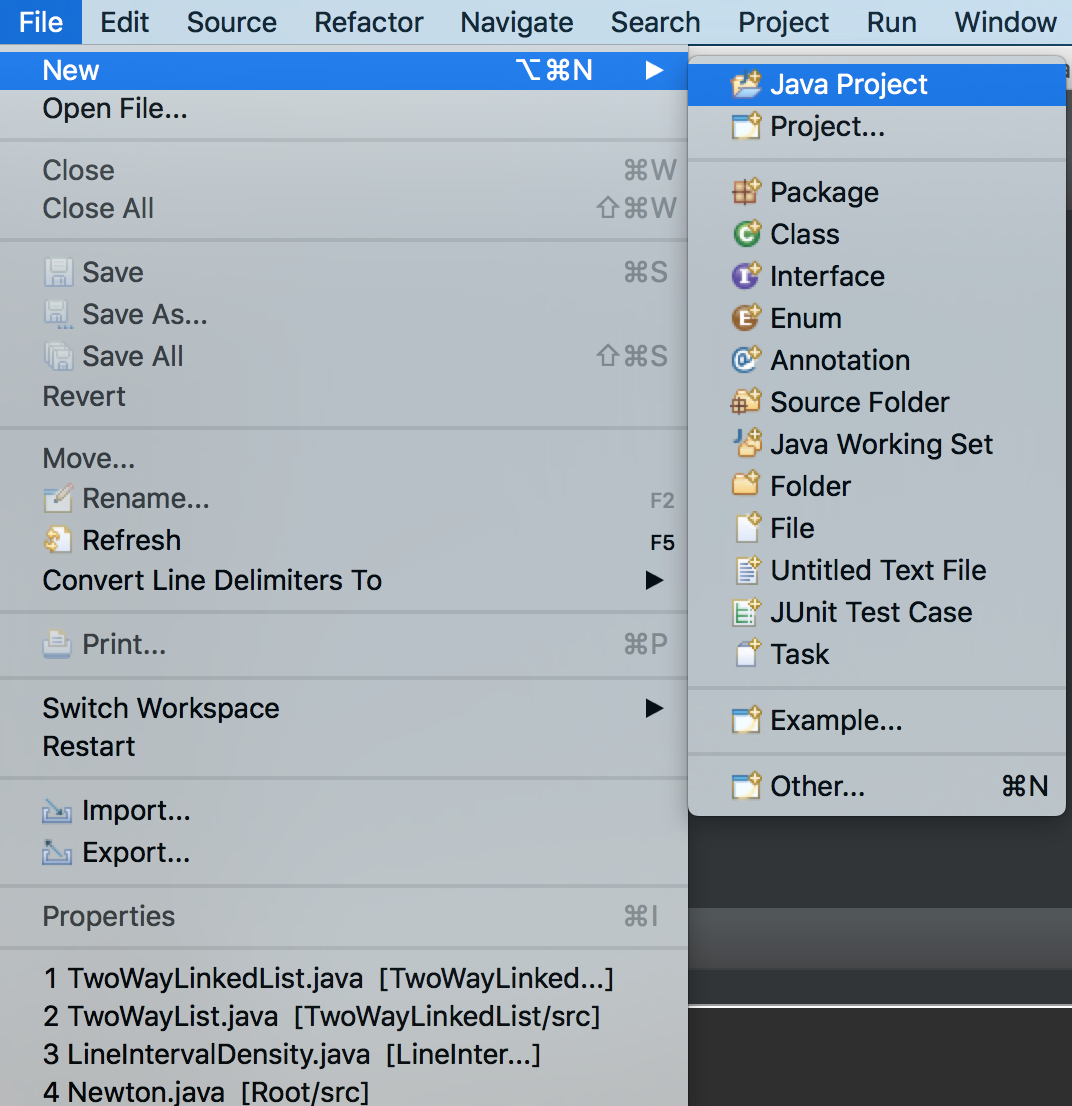 File Edit Source Refactor Navigate Search Project Run Window
New ⌥⌘N ▶
Open File...
Close ⌘W
Close All ⇧⌘W
Save ⌘S
Save As...
Save All ⇧⌘S
Revert
Move...
Rename... F2
Refresh F5
Convert Line Delimiters To ▶
Print... ⌘P
Switch Workspace ▶
Restart
Import...
Export...
Properties ⌘I
1 TwoWayLinkedList.java [TwoWayLinked...]
2 TwoWayList.java [TwoWayLinkedList/src]
3 LineIntervalDensity.java [LineInter...]
4 Newton.java [Root/src]
Java Project
Project...
Package
Class
Interface
Enum
Annotation
Source Folder
Java Working Set
Folder
File
Untitled Text File
JUnit Test Case
Task
Example...
Other... ⌘N